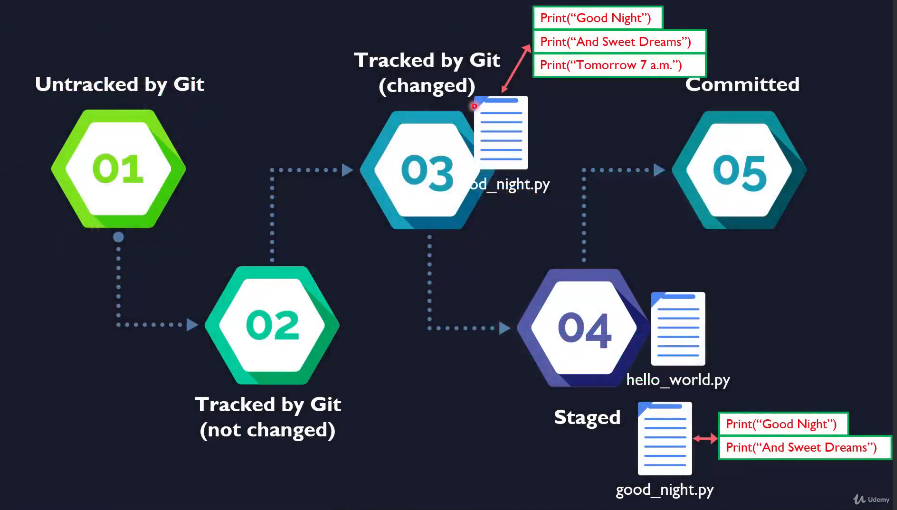 Print(“Good Night”)
Print(“And Sweet Dreams”)
Print(“Tomorrow 7 a.m.”)
Untracked by Git
Tracked by Git
(changed)
Committed
01
03
05
od_night.py
02
04
Tracked by Git
(not changed)
hello_world.py
Staged
Print(“Good Night”)
Print(“And Sweet Dreams”)
good_night.py
Udemy